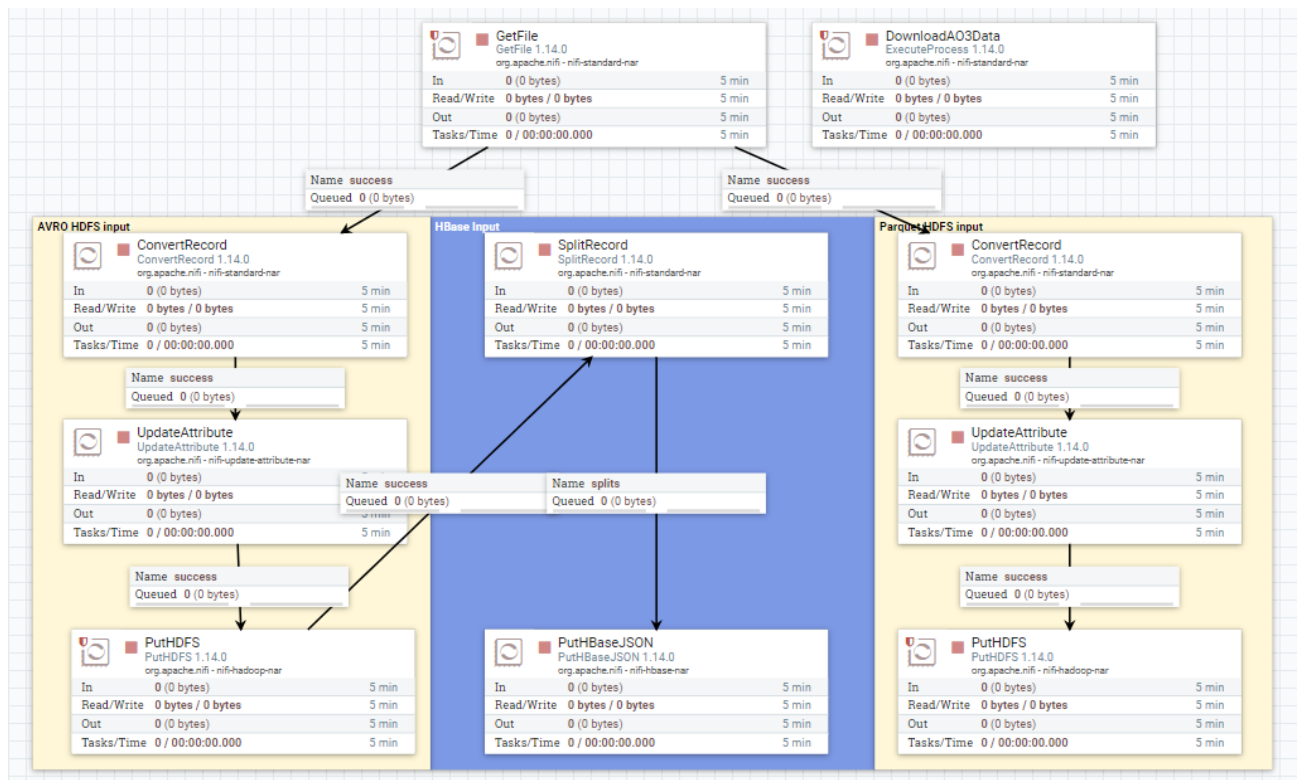 GetFile
GetFile 1.14.0
org.apache.nifi - nifi-standard-nar
In 0 (0 bytes) 5 min
Read/Write 0 bytes / 0 bytes 5 min
Out 0 (0 bytes) 5 min
Tasks/Time 0 / 00:00:00.000 5 min
DownloadAO3Data
ExecuteProcess 1.14.0
org.apache.nifi - nifi-standard-nar
In 0 (0 bytes) 5 min
Read/Write 0 bytes / 0 bytes 5 min
Out 0 (0 bytes) 5 min
Tasks/Time 0 / 00:00:00.000 5 min
Name success
Queued 0 (0 bytes)
Name success
Queued 0 (0 bytes)
AVRO HDFS input
ConvertRecord
ConvertRecord 1.14.0
org.apache.nifi - nifi-standard-nar
In 0 (0 bytes) 5 min
Read/Write 0 bytes / 0 bytes 5 min
Out 0 (0 bytes) 5 min
Tasks/Time 0 / 00:00:00.000 5 min
Name success
Queued 0 (0 bytes)
UpdateAttribute
UpdateAttribute 1.14.0
org.apache.nifi - nifi-update-attribute-nar
In 0 (0 bytes)
Read/Write 0 bytes / 0 bytes
Out 0 (0 bytes)
Tasks/Time 0 / 00:00:00.000 5 min
Name success
Queued 0 (0 bytes)
PutHDFS
PutHDFS 1.14.0
org.apache.nifi - nifi-hadoop-nar
In 0 (0 bytes) 5 min
Read/Write 0 bytes / 0 bytes 5 min
Out 0 (0 bytes) 5 min
Tasks/Time 0 / 00:00:00.000 5 min
Name success
Queued 0 (0 bytes)
HBase Input
SplitRecord
SplitRecord 1.14.0
org.apache.nifi - nifi-standard-nar
In 0 (0 bytes) 5 min
Read/Write 0 bytes / 0 bytes 5 min
Out 0 (0 bytes) 5 min
Tasks/Time 0 / 00:00:00.000 5 min
Name splits
Queued 0 (0 bytes)
PutHBaseJSON
PutHBaseJSON 1.14.0
org.apache.nifi - nifi-hbase-nar
In 0 (0 bytes) 5 min
Read/Write 0 bytes / 0 bytes 5 min
Out 0 (0 bytes) 5 min
Tasks/Time 0 / 00:00:00.000 5 min
Parquet HDFS input
ConvertRecord
ConvertRecord 1.14.0
org.apache.nifi - nifi-standard-nar
In 0 (0 bytes) 5 min
Read/Write 0 bytes / 0 bytes 5 min
Out 0 (0 bytes) 5 min
Tasks/Time 0 / 00:00:00.000 5 min
Name success
Queued 0 (0 bytes)
UpdateAttribute
UpdateAttribute 1.14.0
org.apache.nifi - nifi-update-attribute-nar
In 0 (0 bytes) 5 min
Read/Write 0 bytes / 0 bytes 5 min
Out 0 (0 bytes) 5 min
Tasks/Time 0 / 00:00:00.000 5 min
Name success
Queued 0 (0 bytes)
PutHDFS
PutHDFS 1.14.0
org.apache.nifi - nifi-hadoop-nar
In 0 (0 bytes) 5 min
Read/Write 0 bytes / 0 bytes 5 min
Out 0 (0 bytes) 5 min
Tasks/Time 0 / 00:00:00.000 5 min